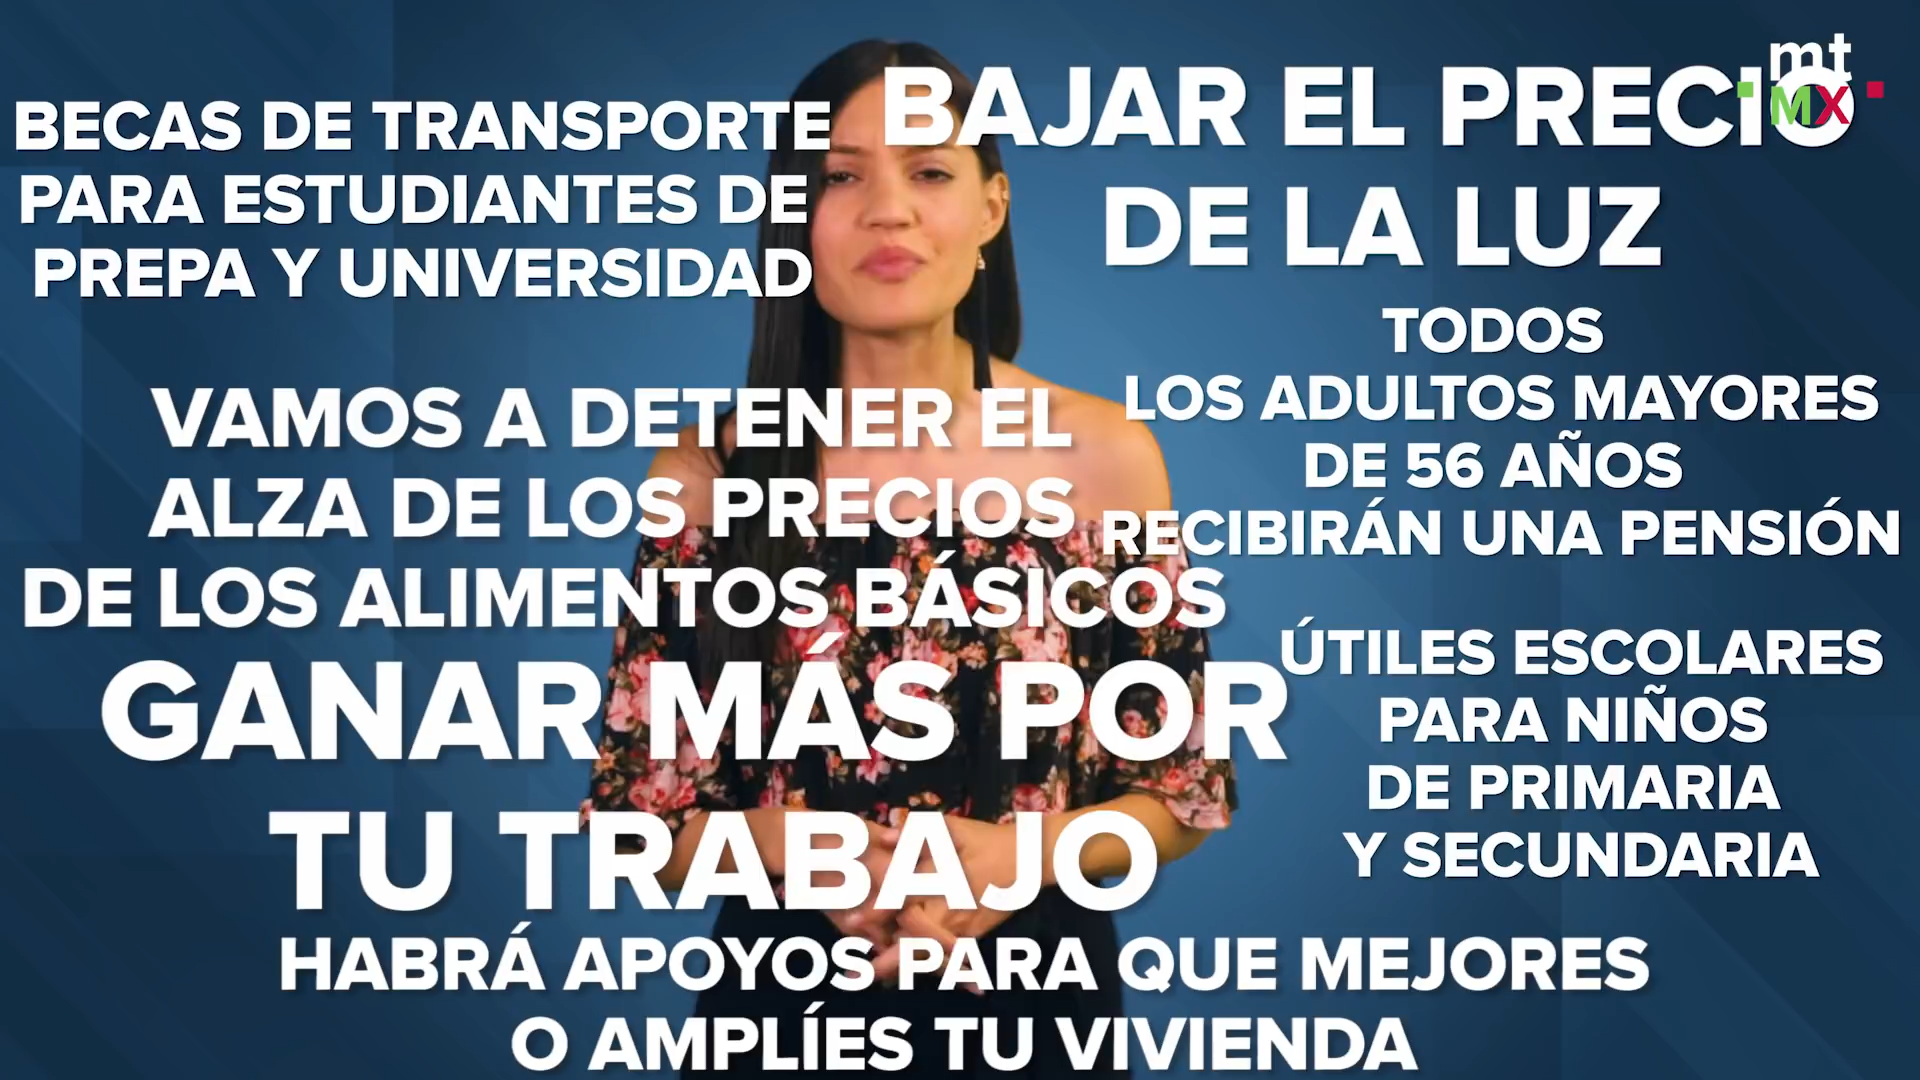 BECAS DE TRANSPORTE
PARA ESTUDIANTES DE
PREPA Y UNIVERSIDAD
BAJAR EL PRECIO
DE LA LUZ
mt
MX
TODOS
LOS ADULTOS MAYORES
DE 56 AÑOS
RECIBIRÁN UNA PENSIÓN
VAMOS A DETENER EL
ALZA DE LOS PRECIOS
DE LOS ALIMENTOS BÁSICOS
GANAR MÁS POR
TU TRABAJO
ÚTILES ESCOLARES
PARA NIÑOS
DE PRIMARIA
Y SECUNDARIA
HABRÁ APOYOS PARA QUE MEJORES
O AMPLÍES TU VIVIENDA